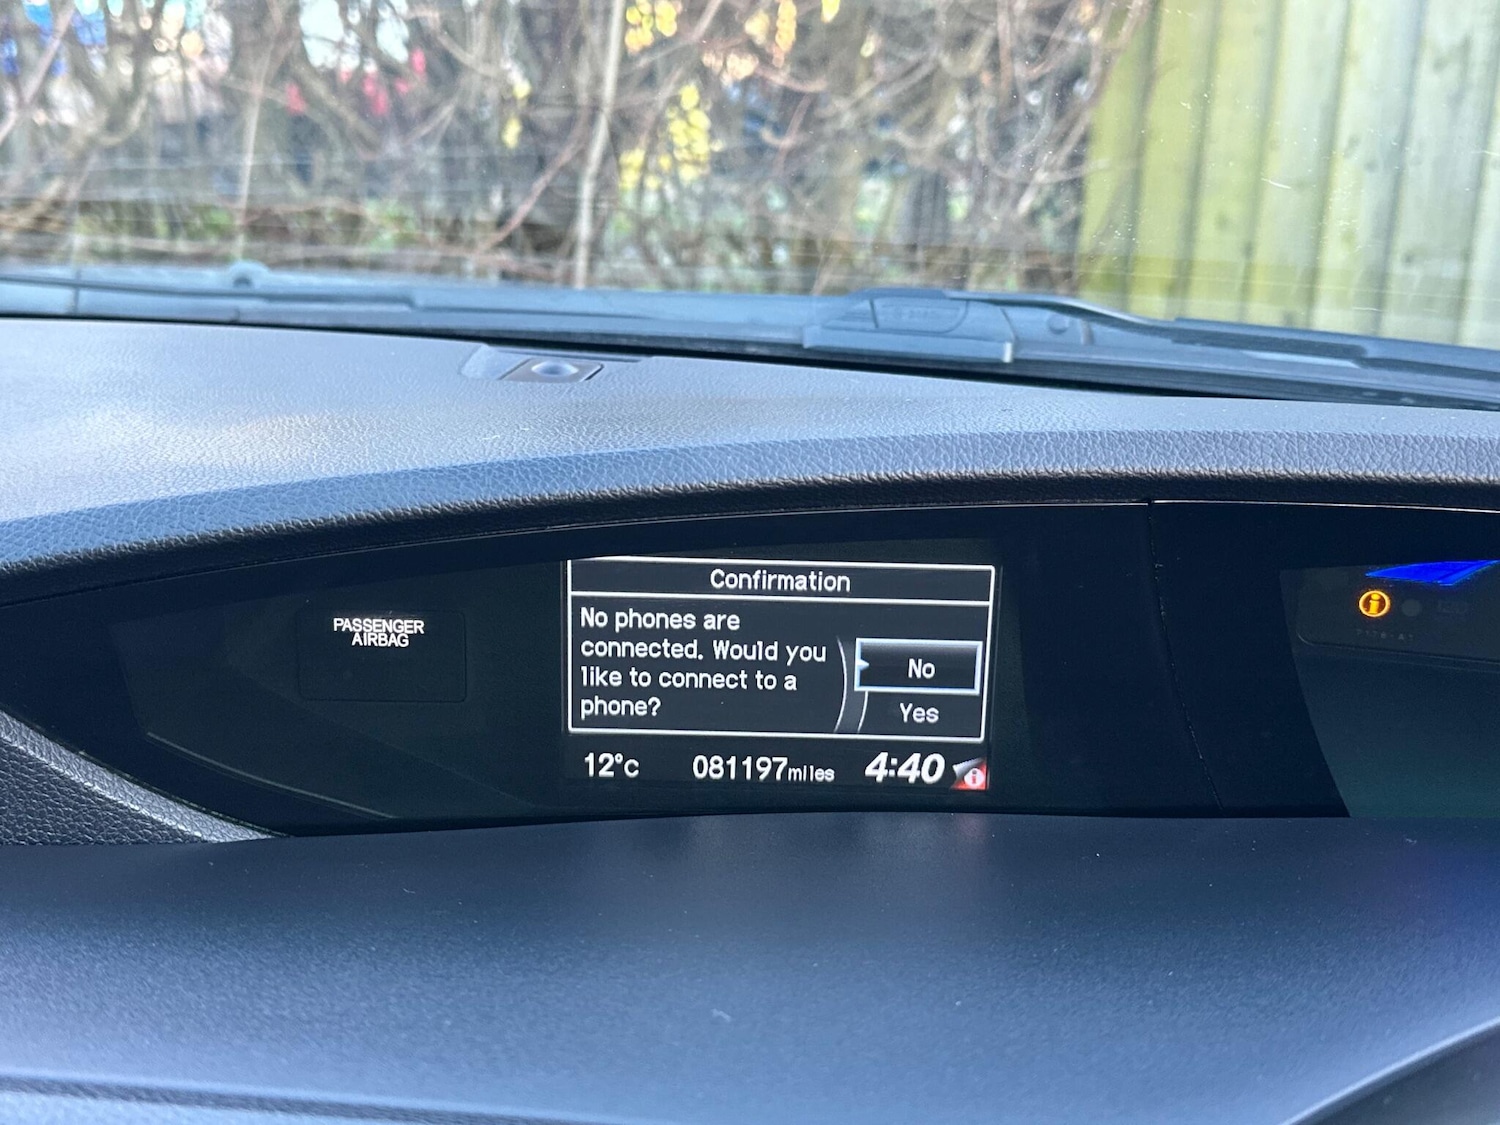 Confirmation
No phones are
connected. Would you
like to connect to a
phone?
No
Yes
PASSENGER
AIRBAG
12°c
081197miles
4:40
i
i